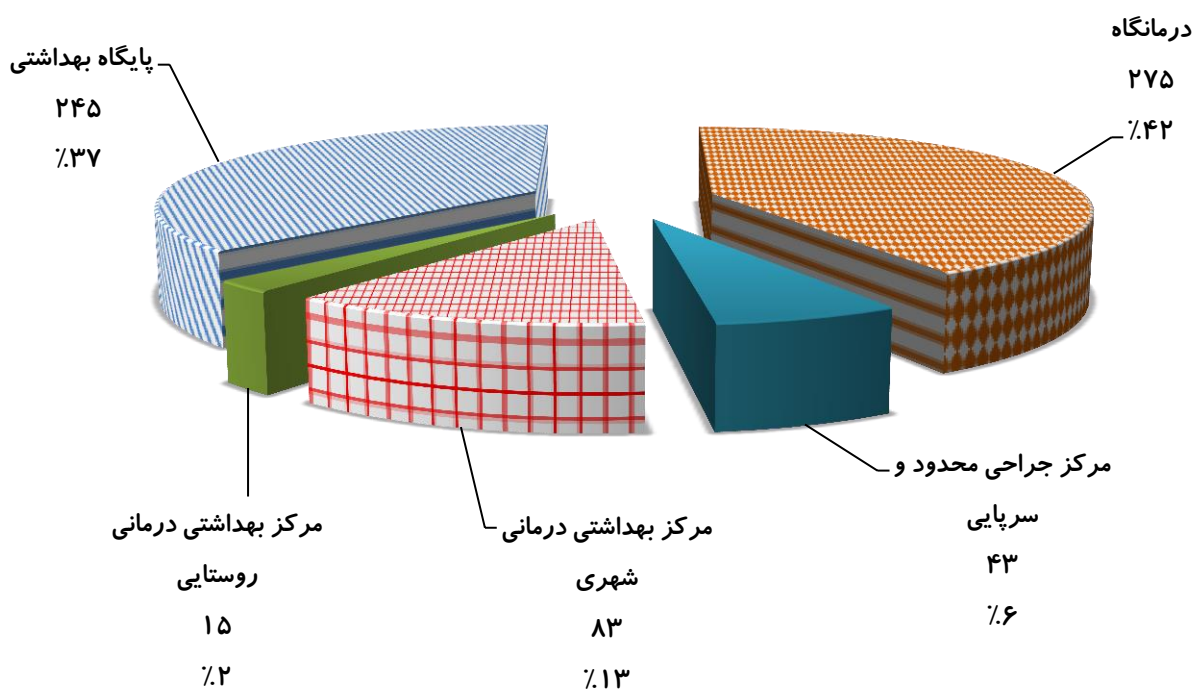 درمانگاه
۲۷۵
٪۴۲
پایگاه بهداشتی
۲۴۵
٪۳۷
مرکز جراحی محدود و
سرپایی
۴۳
٪۶
مرکز بهداشتی درمانی
شهری
۸۳
٪۱۳
مرکز بهداشتی درمانی
روستایی
۱۵
٪۲